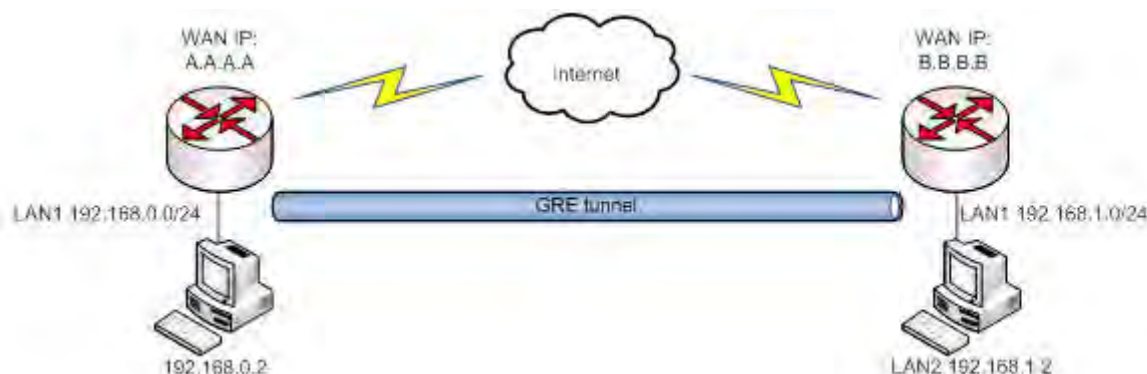 WAN IP:
A.A.A.A
Internet
WAN IP:
B.B.B.B
LAN1 192.168.0.0/24
GRE tunnel
LAN1 192.168.1.0/24
192.168.0.2
LAN2 192.168.1.2